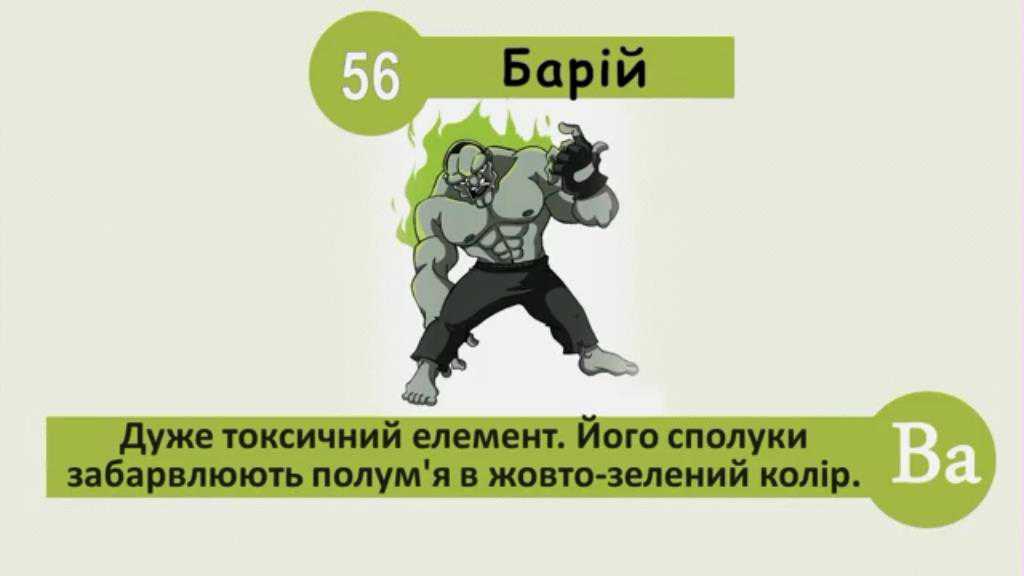 56
Барій
Дуже токсичний елемент. Його сполуки
забарвлюють полум'я в жовто-зелений колір.
Ba